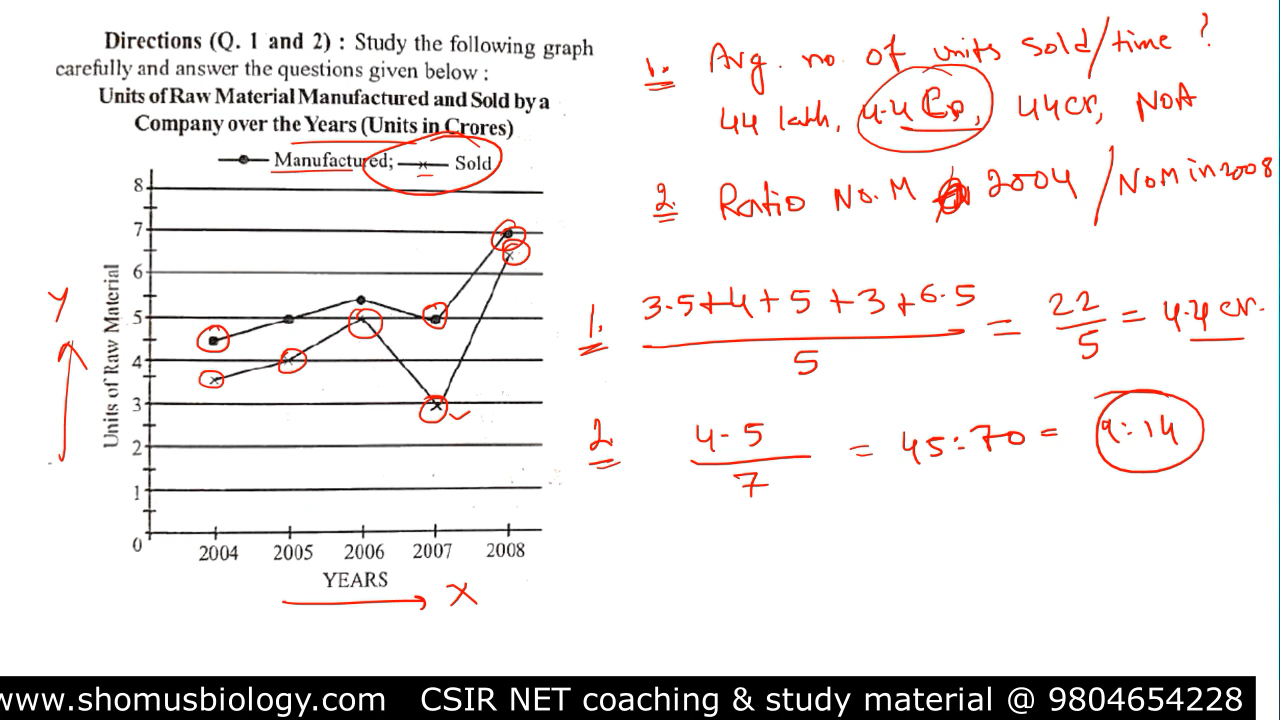 Directions (Q. 1 and 2) : Study the following graph
carefully and answer the questions given below :
Units of Raw Material Manufactured and Sold by a
Company over the Years (Units in Crores)
Manufactured; Sold
8
7
6
5
4
3
2
1
0
Units of Raw Material
2004 2005 2006 2007 2008
YEARS
Y
X
1. Avg. no. of units sold/time ?
44 lakh, 4.4 Cr, 44 cr, NOA
2. Ratio No. M 2004 / NoM in 2008
1. 3.5+4+5+3+6.5
5
= 22
5
= 4.4 cr.
2. 4.5
7
= 45:70 = 9:14
www.shomusbiology.com CSIR NET coaching & study material @ 9804654228